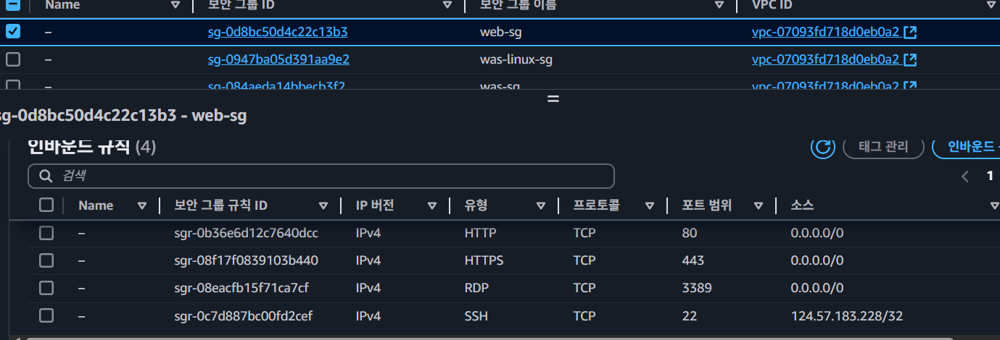 Name 보안 그룹 ID 보안 그룹 이름 VPC ID
– sg-0d8bc50d4c22c13b3 web-sg vpc-07093fd718d0eb0a2
– sg-0947ba05d391aa9e2 was-linux-sg vpc-07093fd718d0eb0a2
– sg-084aeda14bbecb3f2 was-sg vpc-07093fd718d0eb0a2
sg-0d8bc50d4c22c13b3 - web-sg
인바운드 규칙 (4) 태그 관리 인바운드
검색 1
Name 보안 그룹 규칙 ID IP 버전 유형 프로토콜 포트 범위 소스
– sgr-0b36e6d12c7640dcc IPv4 HTTP TCP 80 0.0.0.0/0
– sgr-08f17f0839103b440 IPv4 HTTPS TCP 443 0.0.0.0/0
– sgr-08eacfb15f71ca7cf IPv4 RDP TCP 3389 0.0.0.0/0
– sgr-0c7d887bc00fd2cef IPv4 SSH TCP 22 124.57.183.228/32